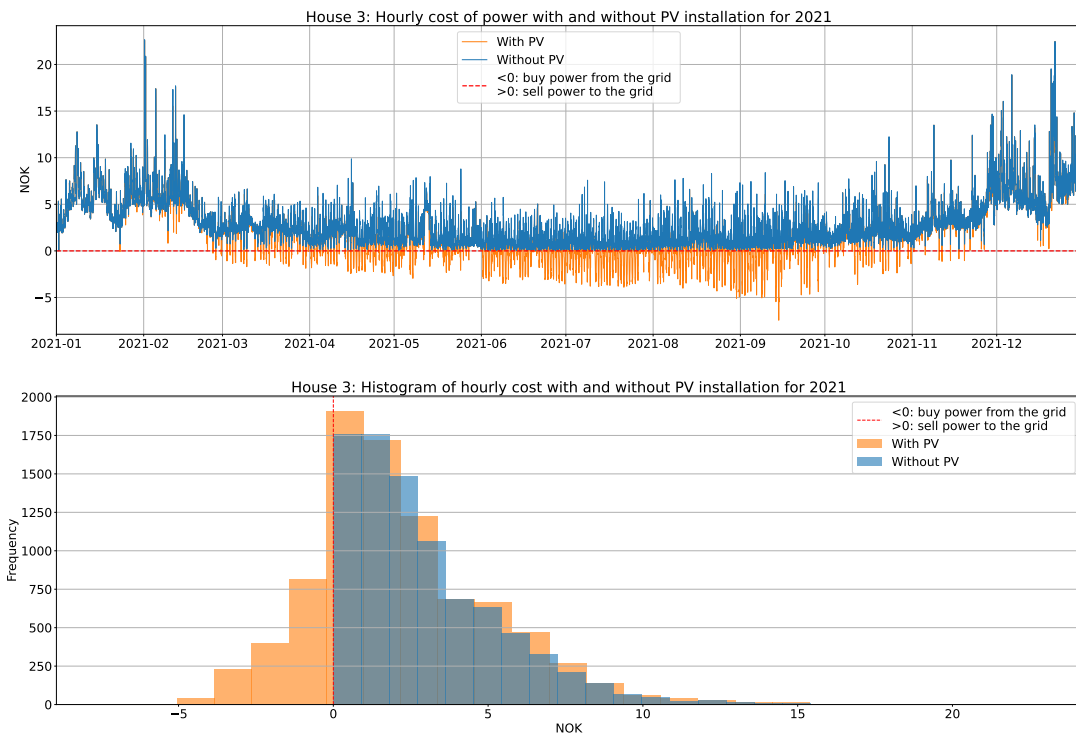 House 3: Hourly cost of power with and without PV installation for 2021
With PV
Without PV
<0: buy power from the grid
>0: sell power to the grid
NOK
20
15
10
5
0
−5
2021-01 2021-02 2021-03 2021-04 2021-05 2021-06 2021-07 2021-08 2021-09 2021-10 2021-11 2021-12
House 3: Histogram of hourly cost with and without PV installation for 2021
<0: buy power from the grid
>0: sell power to the grid
With PV
Without PV
Frequency
2000
1750
1500
1250
1000
750
500
250
0
−5 0 5 10 15 20
NOK